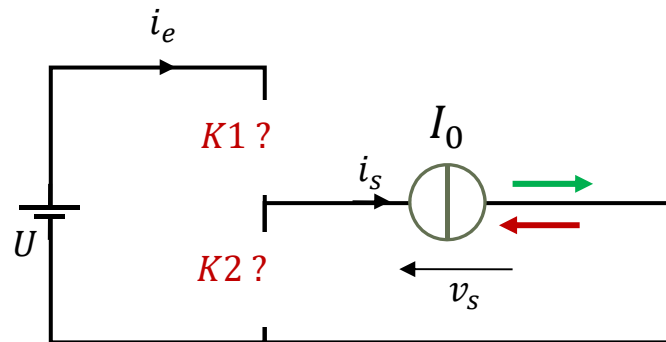 i_e
K1 ?
I_0
i_s
U
K2 ?
v_s